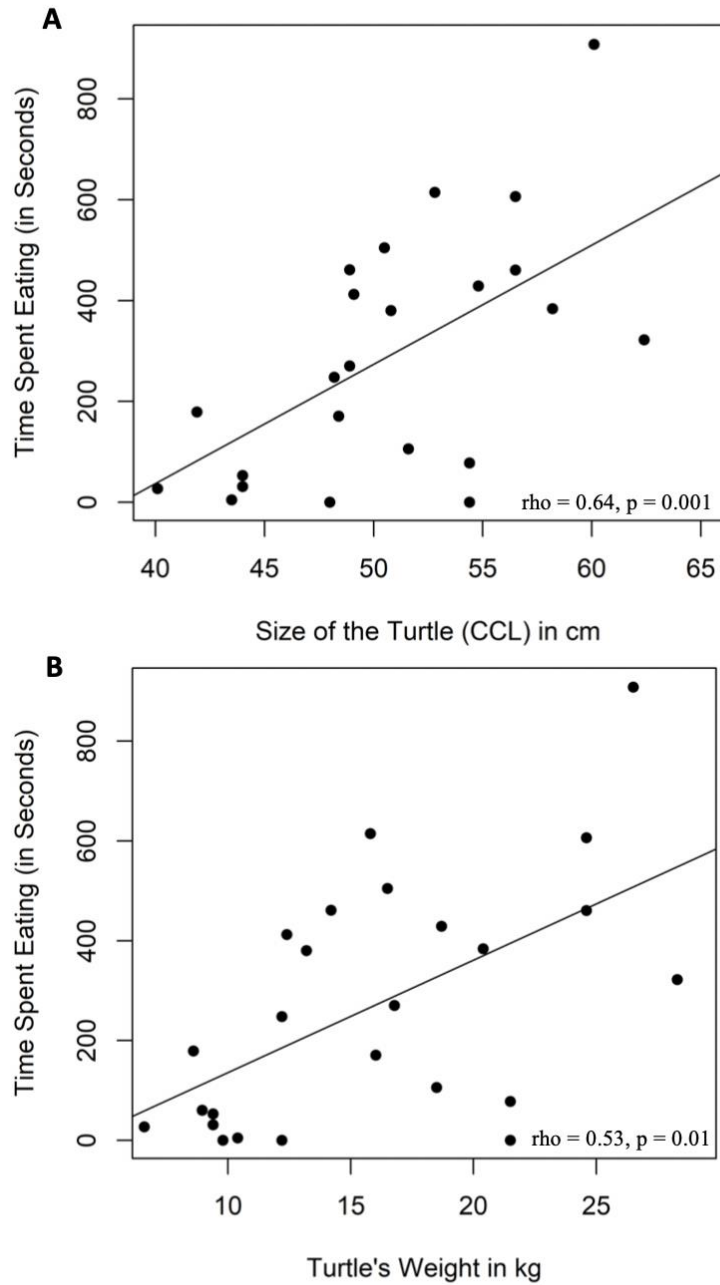 A
Time Spent Eating (in Seconds)
800
600
400
200
0
rho = 0.64, p = 0.001
40 45 50 55 60 65
Size of the Turtle (CCL) in cm
B
Time Spent Eating (in Seconds)
800
600
400
200
0
rho = 0.53, p = 0.01
10 15 20 25
Turtle's Weight in kg